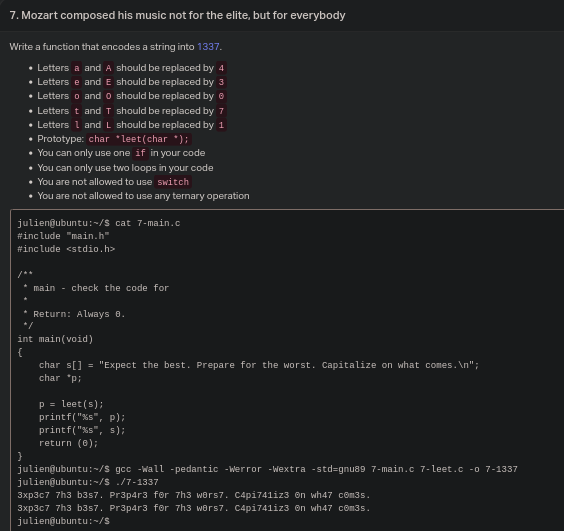 7. Mozart composed his music not for the elite, but for everybody
Write a function that encodes a string into 1337.
• Letters a and A should be replaced by 4
• Letters e and E should be replaced by 3
• Letters o and O should be replaced by 0
• Letters t and T should be replaced by 7
• Letters l and L should be replaced by 1
• Prototype: char *leet(char *);
• You can only use one if in your code
• You can only use two loops in your code
• You are not allowed to use switch
• You are not allowed to use any ternary operation
julien@ubuntu:~/$ cat 7-main.c
#include "main.h"
#include <stdio.h>
/**
 * main - check the code for
 *
 * Return: Always 0.
 */
int main(void)
{
    char s[] = "Expect the best. Prepare for the worst. Capitalize on what comes.\n";
    char *p;
    p = leet(s);
    printf("%s", p);
    printf("%s", s);
    return (0);
}
julien@ubuntu:~/$ gcc -Wall -pedantic -Werror -Wextra -std=gnu89 7-main.c 7-leet.c -o 7-1337
julien@ubuntu:~/$ ./7-1337
3xp3c7 7h3 b3s7. Pr3p4r3 f0r 7h3 w0rs7. C4pi741iz3 0n wh47 c0m3s.
3xp3c7 7h3 b3s7. Pr3p4r3 f0r 7h3 w0rs7. C4pi741iz3 0n wh47 c0m3s.
julien@ubuntu:~/$